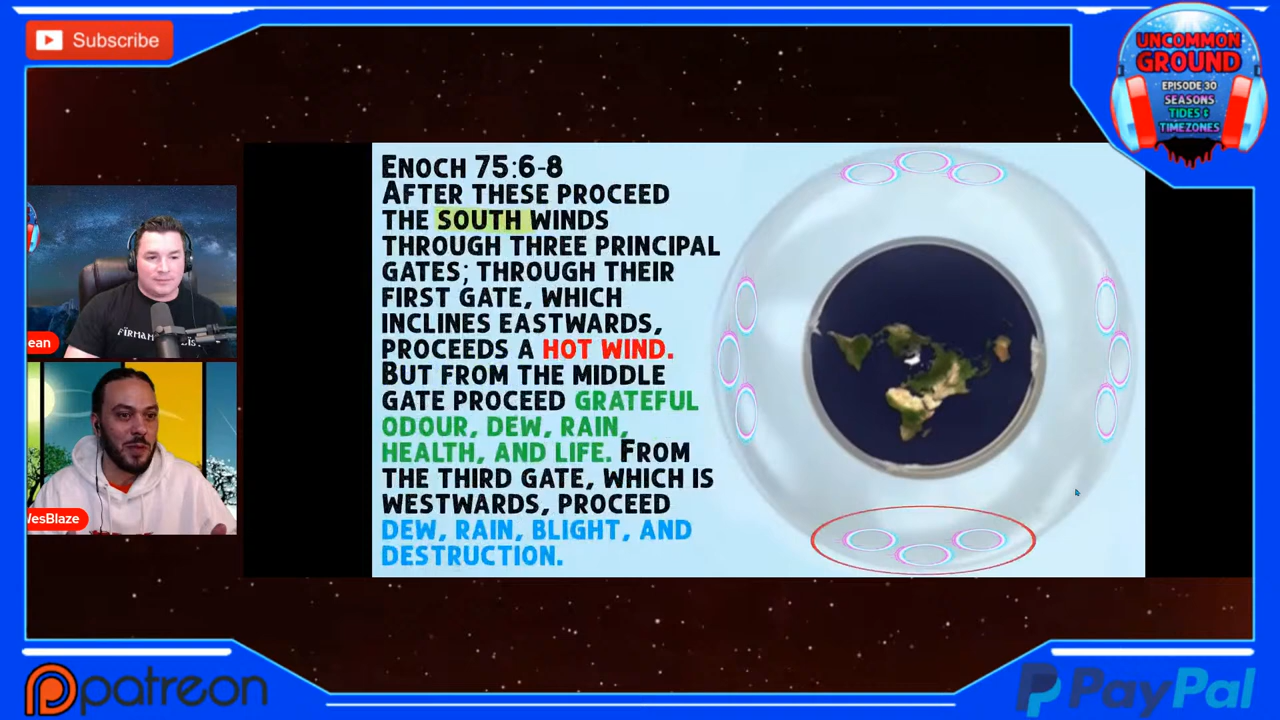 Subscribe
UNCOMMON
GROUND
EPISODE 30
SEASONS
TIDES &
TIMEZONES
ENOCH 75:6-8
AFTER THESE PROCEED
THE SOUTH WINDS
THROUGH THREE PRINCIPAL
GATES; THROUGH THEIR
FIRST GATE, WHICH
INCLINES EASTWARDS,
PROCEEDS A HOT WIND.
BUT FROM THE MIDDLE
GATE PROCEED GRATEFUL
ODOUR, DEW, RAIN,
HEALTH, AND LIFE. FROM
THE THIRD GATE, WHICH IS
WESTWARDS, PROCEED
DEW, RAIN, BLIGHT, AND
DESTRUCTION.
ean
WesBlaze
patreon
PayPal